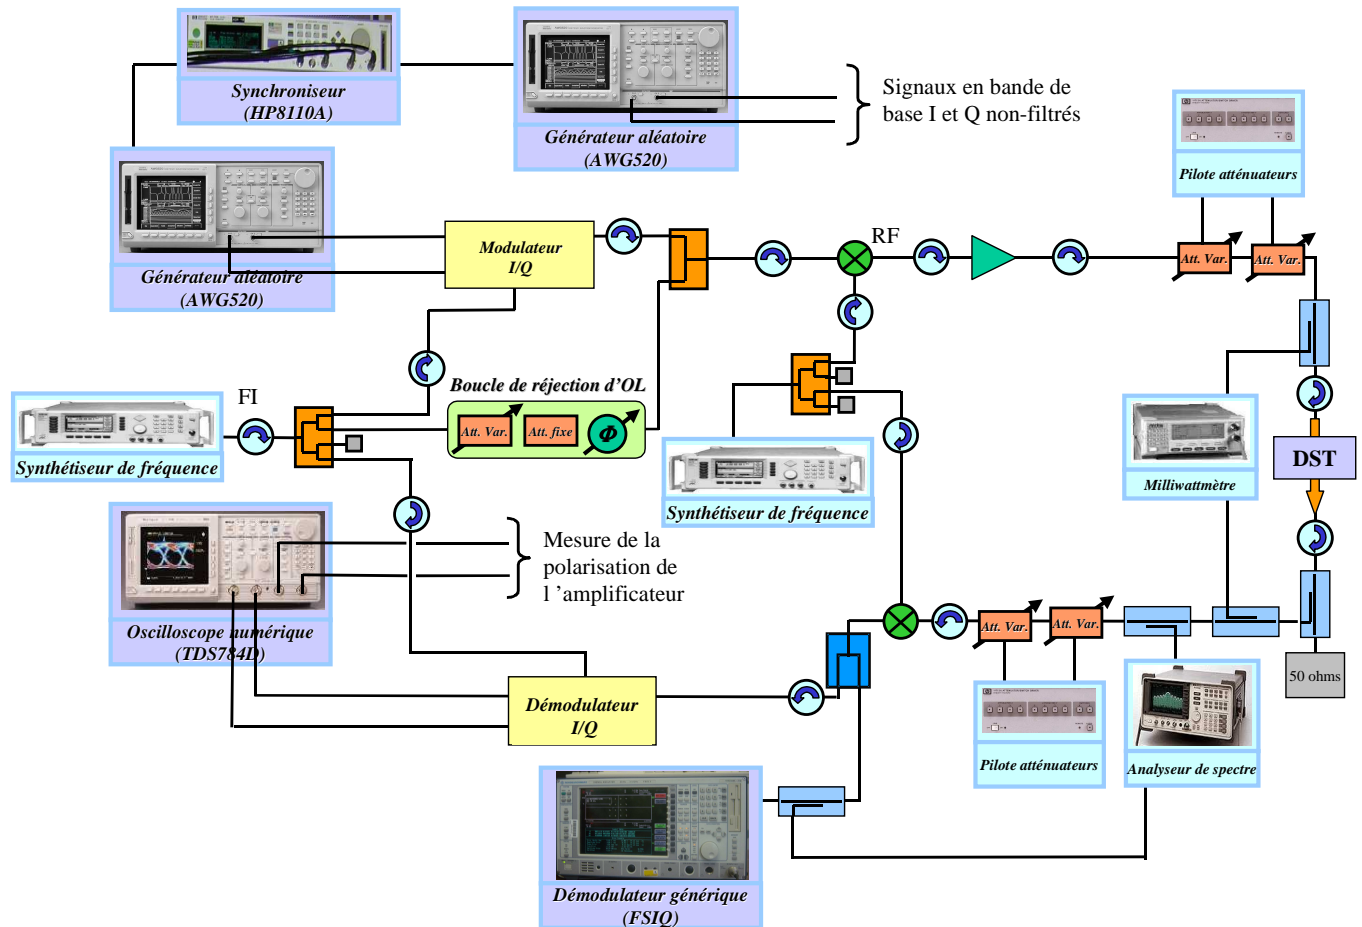 Synchroniseur
(HP8110A)
Générateur aléatoire
(AWG520)
Signaux en bande de
base I et Q non-filtrés
Pilote atténuateurs
Générateur aléatoire
(AWG520)
Modulateur
I/Q
RF
Att. Var.
Att. Var.
FI
Boucle de réjection d’OL
Att. Var.
Att. fixe
Φ
Synthétiseur de fréquence
Synthétiseur de fréquence
Milliwattmètre
DST
Mesure de la
polarisation de
l ’amplificateur
Oscilloscope numérique
(TDS784D)
Att. Var.
Att. Var.
Démodulateur
I/Q
50 ohms
Pilote atténuateurs
Analyseur de spectre
Démodulateur générique
(FSIQ)